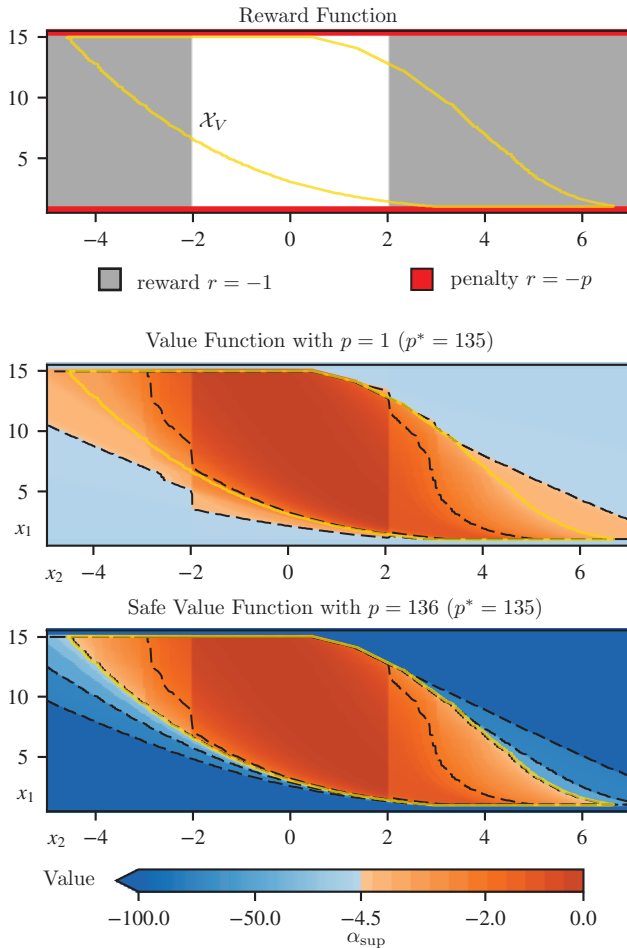 Reward Function
15
10
5
𝒳_V
−4 −2 0 2 4 6
reward r = −1 penalty r = −p
Value Function with p = 1 (p* = 135)
15
10
5
x₁
x₂ −4 −2 0 2 4 6
Safe Value Function with p = 136 (p* = 135)
15
10
5
x₁
x₂ −4 −2 0 2 4 6
Value
−100.0 −50.0 −4.5 −2.0 0.0
α_sup